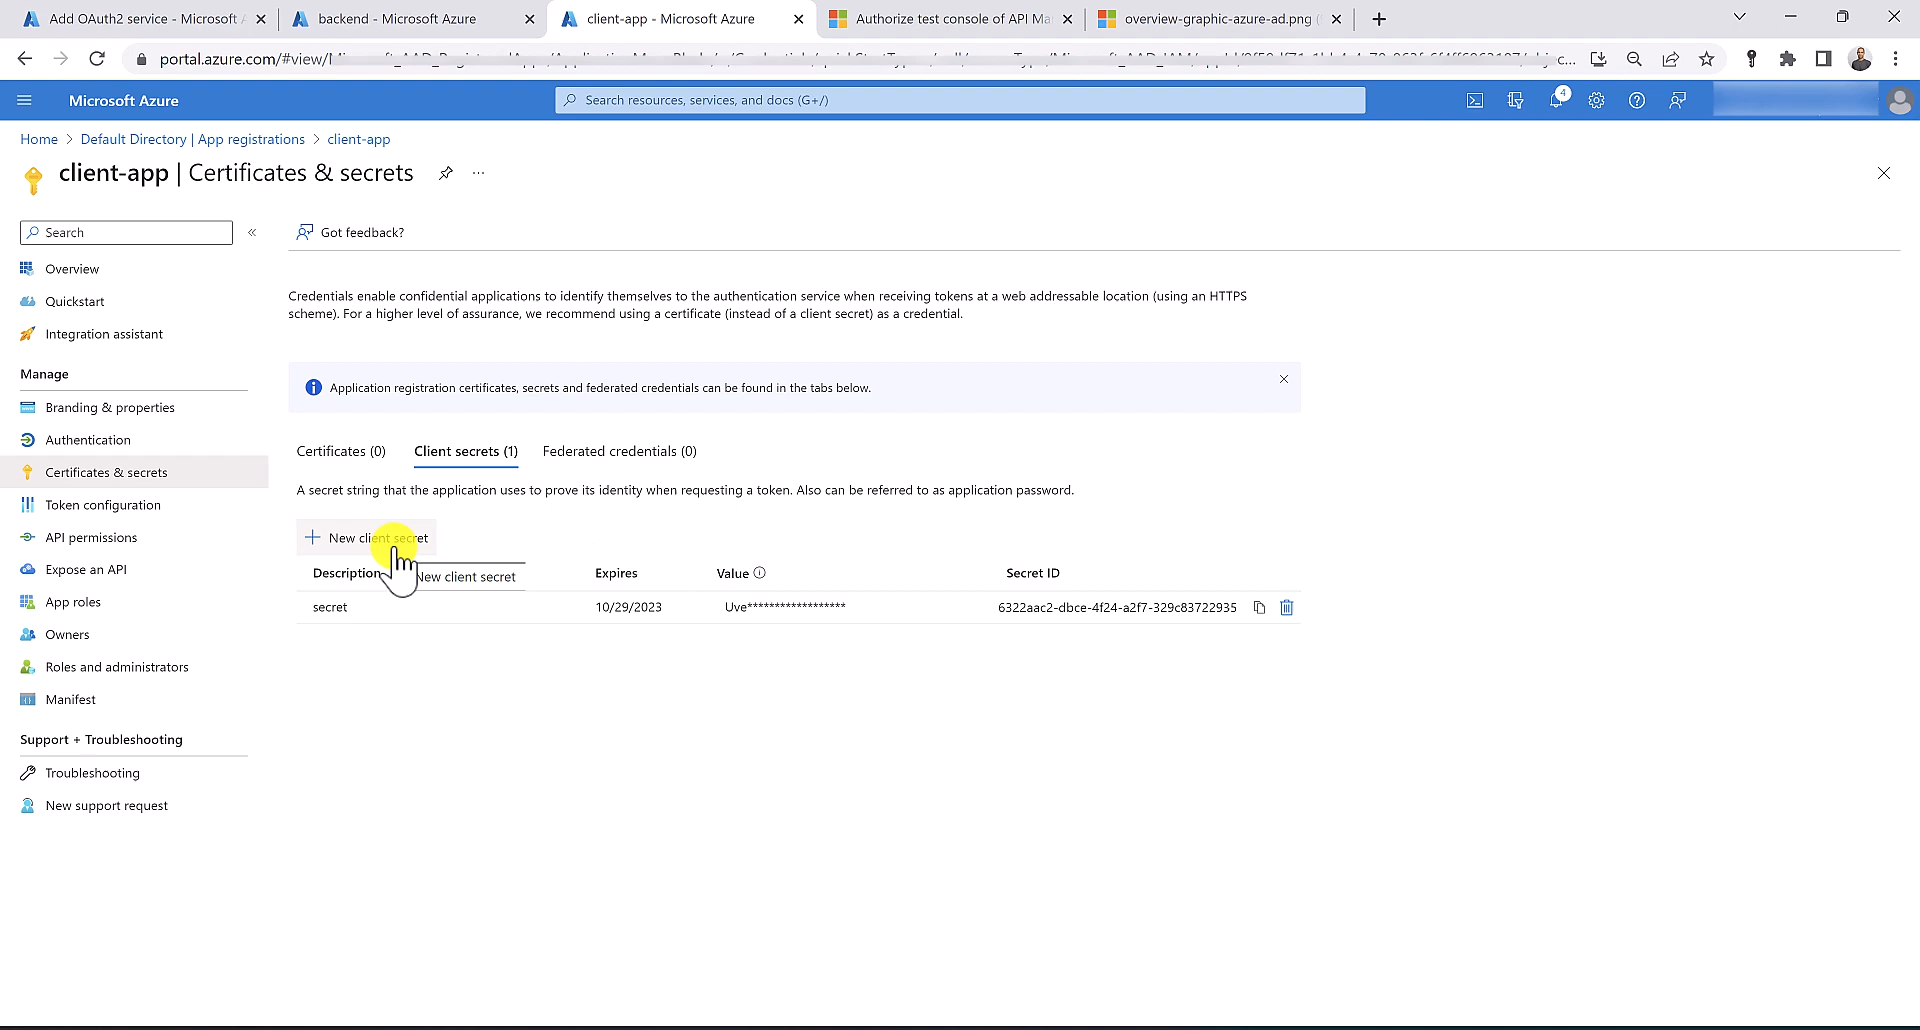 Add OAuth2 service - Microsoft A
backend - Microsoft Azure
client-app - Microsoft Azure
Authorize test console of API Ma
overview-graphic-azure-ad.png (
portal.azure.com/#view/
Microsoft Azure
Search resources, services, and docs (G+/)
4
Home > Default Directory | App registrations > client-app
client-app | Certificates & secrets
Search
Got feedback?
Overview
Quickstart
Integration assistant
Manage
Branding & properties
Authentication
Certificates & secrets
Token configuration
API permissions
Expose an API
App roles
Owners
Roles and administrators
Manifest
Support + Troubleshooting
Troubleshooting
New support request
Credentials enable confidential applications to identify themselves to the authentication service when receiving tokens at a web addressable location (using an HTTPS
scheme). For a higher level of assurance, we recommend using a certificate (instead of a client secret) as a credential.
Application registration certificates, secrets and federated credentials can be found in the tabs below.
Certificates (0) Client secrets (1) Federated credentials (0)
A secret string that the application uses to prove its identity when requesting a token. Also can be referred to as application password.
New client secret
New client secret
Description Expires Value Secret ID
secret 10/29/2023 Uve****************** 6322aac2-dbce-4f24-a2f7-329c83722935